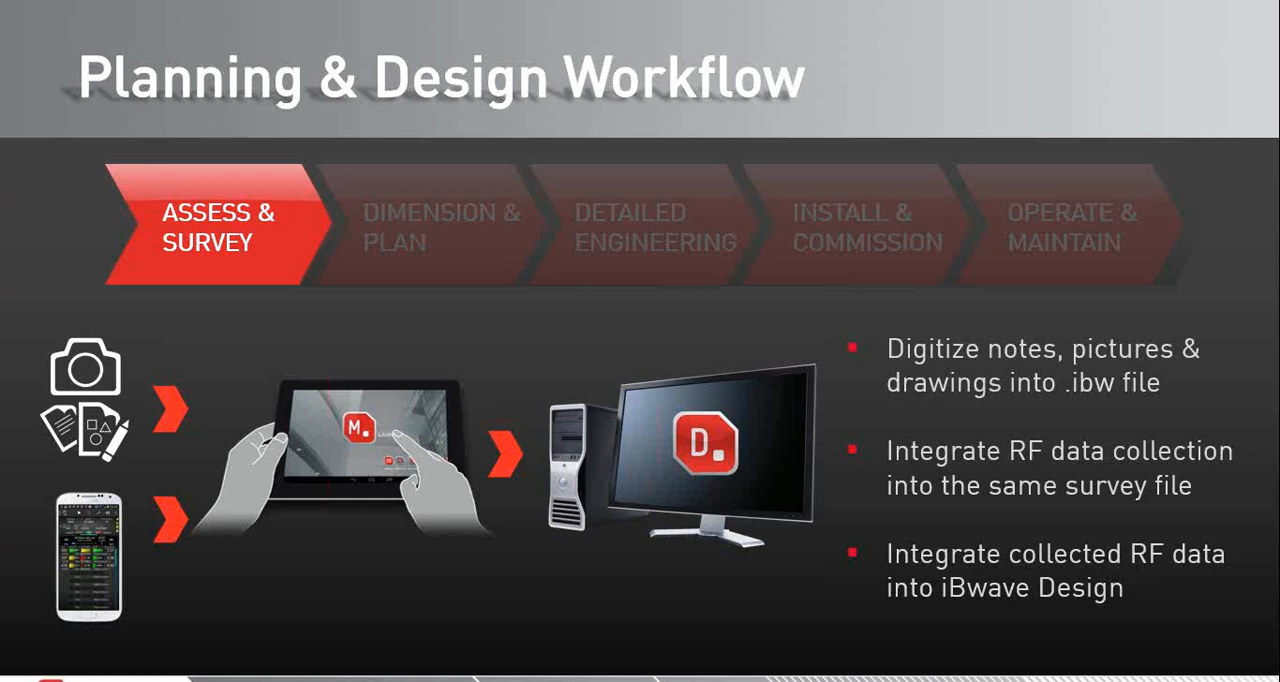 Planning & Design Workflow
ASSESS &
SURVEY
DIMENSION &
PLAN
DETAILED
ENGINEERING
INSTALL &
COMMISSION
OPERATE &
MAINTAIN
M.
D.
Digitize notes, pictures &
drawings into .ibw file
Integrate RF data collection
into the same survey file
Integrate collected RF data
into iBwave Design